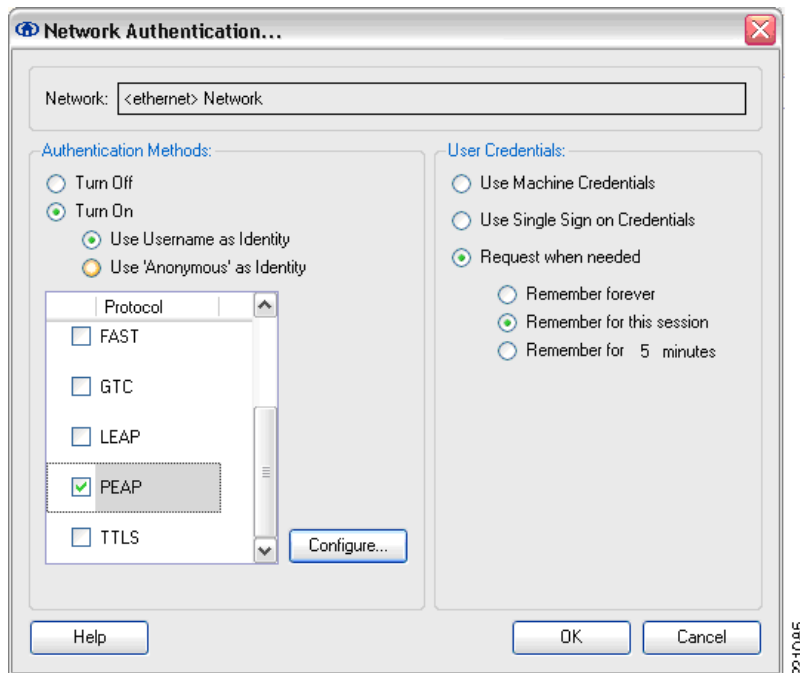 Network Authentication...
Network: <ethernet> Network
Authentication Methods:
Turn Off
Turn On
Use Username as Identity
Use 'Anonymous' as Identity
Protocol
FAST
GTC
LEAP
PEAP
TTLS
Configure...
User Credentials:
Use Machine Credentials
Use Single Sign on Credentials
Request when needed
Remember forever
Remember for this session
Remember for 5 minutes
Help
OK
Cancel